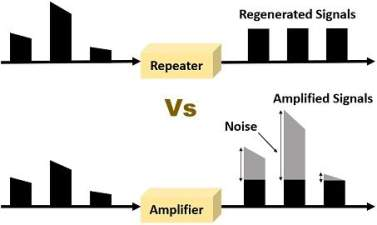 Regenerated Signals
Repeater
Vs
Amplified Signals
Noise
Amplifier